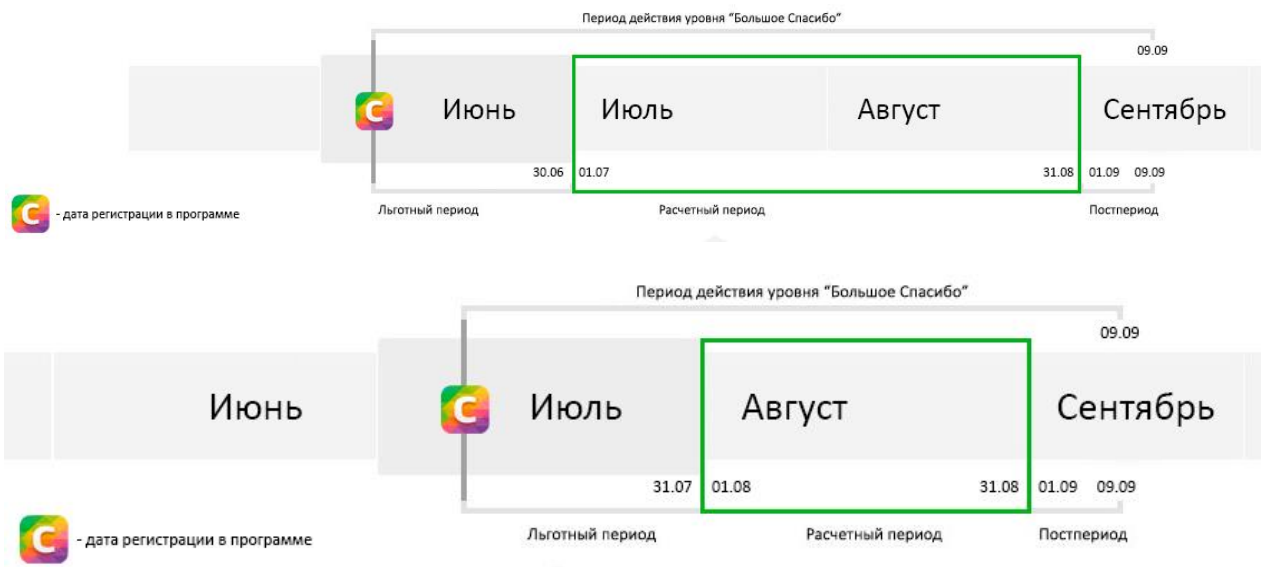 Период действия уровня “Большое Спасибо”
09.09
С Июнь Июль Август Сентябрь
30.06 01.07 31.08 01.09 09.09
С - дата регистрации в программе
Льготный период Расчетный период Постпериод
Период действия уровня “Большое Спасибо”
09.09
Июнь С Июль Август Сентябрь
31.07 01.08 31.08 01.09 09.09
С - дата регистрации в программе
Льготный период Расчетный период Постпериод